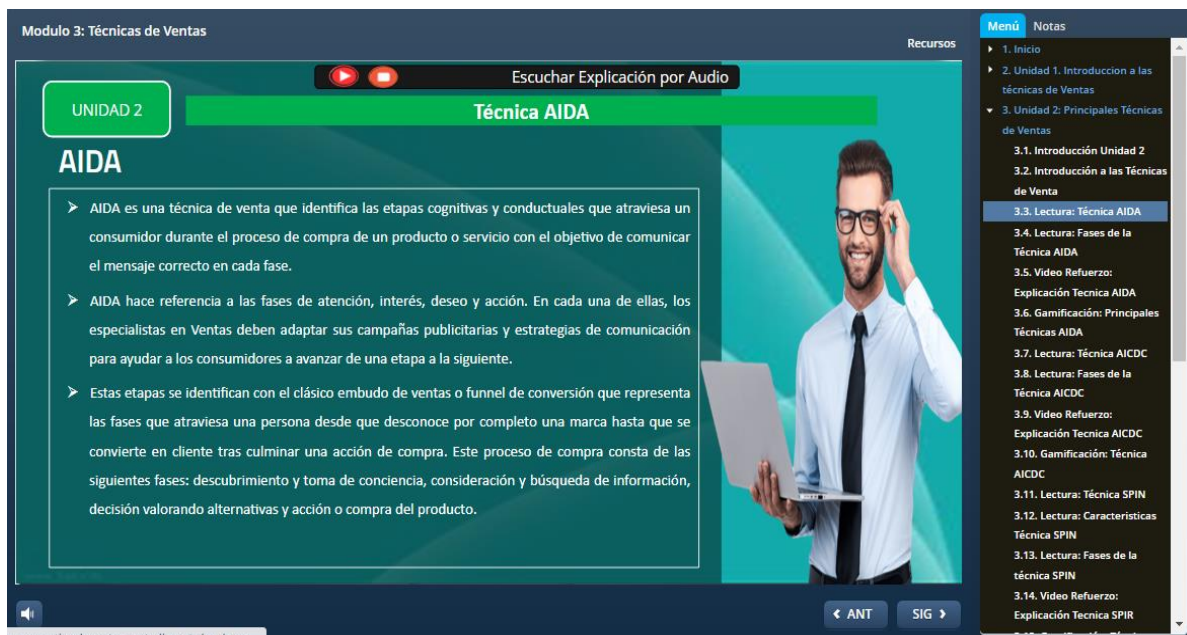 Modulo 3: Técnicas de Ventas
Recursos
Escuchar Explicación por Audio
UNIDAD 2
Técnica AIDA
AIDA
➤ AIDA es una técnica de venta que identifica las etapas cognitivas y conductuales que atraviesa un
consumidor durante el proceso de compra de un producto o servicio con el objetivo de comunicar
el mensaje correcto en cada fase.
➤ AIDA hace referencia a las fases de atención, interés, deseo y acción. En cada una de ellas, los
especialistas en Ventas deben adaptar sus campañas publicitarias y estrategias de comunicación
para ayudar a los consumidores a avanzar de una etapa a la siguiente.
➤ Estas etapas se identifican con el clásico embudo de ventas o funnel de conversión que representa
las fases que atraviesa una persona desde que desconoce por completo una marca hasta que se
convierte en cliente tras culminar una acción de compra. Este proceso de compra consta de las
siguientes fases: descubrimiento y toma de conciencia, consideración y búsqueda de información,
decisión valorando alternativas y acción o compra del producto.
ANT
SIG
Menú
Notas
1. Inicio
2. Unidad 1. Introduccion a las
técnicas de Ventas
3. Unidad 2: Principales Técnicas
de Ventas
3.1. Introducción Unidad 2
3.2. Introducción a las Técnicas
de Venta
3.3. Lectura: Técnica AIDA
3.4. Lectura: Fases de la
Técnica AIDA
3.5. Video Refuerzo:
Explicación Tecnica AIDA
3.6. Gamificación: Principales
Técnicas AIDA
3.7. Lectura: Técnica AICDC
3.8. Lectura: Fases de la
Técnica AICDC
3.9. Video Refuerzo:
Explicación Tecnica AICDC
3.10. Gamificación: Técnica
AICDC
3.11. Lectura: Técnica SPIN
3.12. Lectura: Caracteristicas
Técnica SPIN
3.13. Lectura: Fases de la
técnica SPIN
3.14. Video Refuerzo:
Explicación Tecnica SPIR